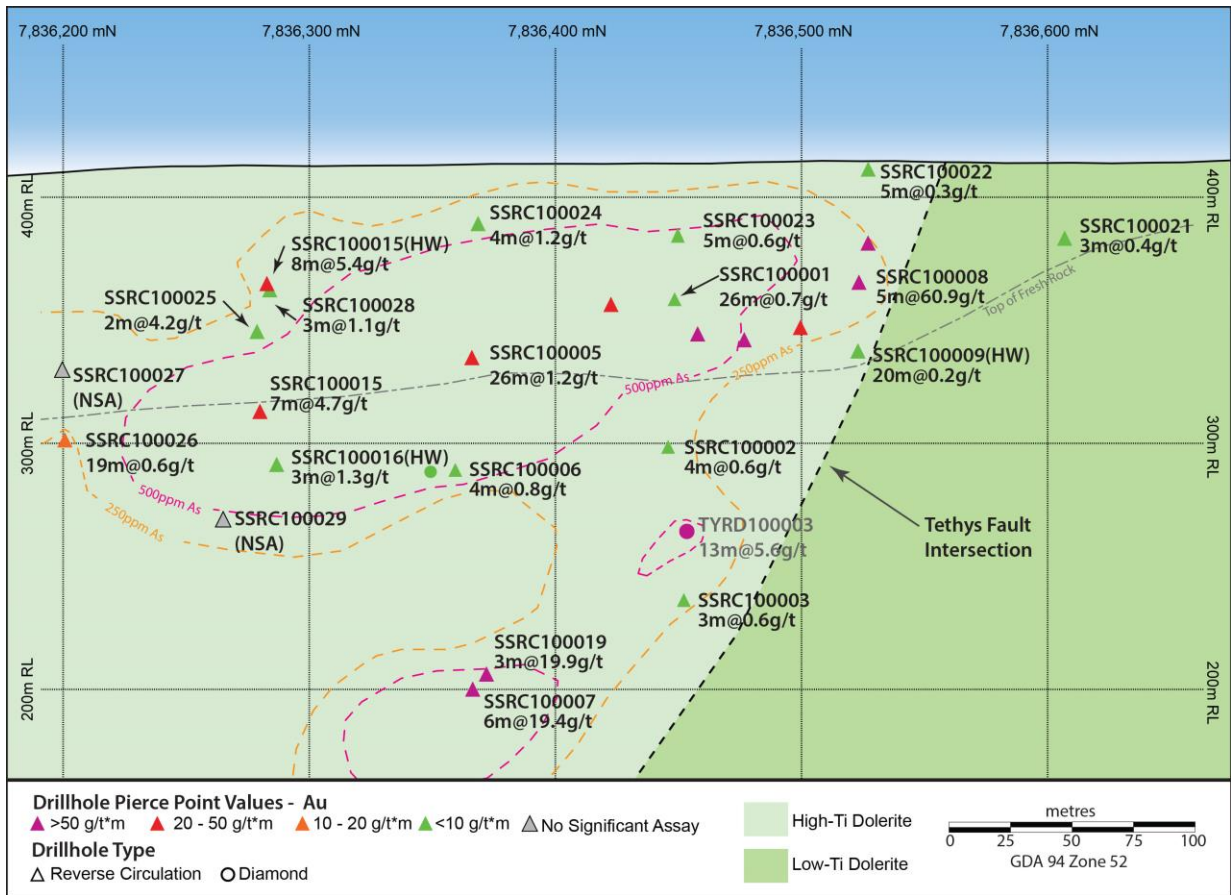 7,836,200 mN
7,836,300 mN
7,836,400 mN
7,836,500 mN
7,836,600 mN
400m RL
400m RL
300m RL
300m RL
200m RL
200m RL
SSRC100022
5m@0.3g/t
SSRC100024
4m@1.2g/t
SSRC100023
5m@0.6g/t
SSRC100021
3m@0.4g/t
SSRC100015(HW)
8m@5.4g/t
SSRC100001
26m@0.7g/t
SSRC100008
5m@60.9g/t
Top of Fresh Rock
SSRC100025
2m@4.2g/t
SSRC100028
3m@1.1g/t
SSRC100027
(NSA)
SSRC100005
26m@1.2g/t
500ppm As
250ppm As
SSRC100009(HW)
20m@0.2g/t
SSRC100015
7m@4.7g/t
SSRC100026
19m@0.6g/t
SSRC100016(HW)
3m@1.3g/t
SSRC100006
4m@0.8g/t
SSRC100002
4m@0.6g/t
500ppm As
250ppm As
SSRC100029
(NSA)
TYRD100003
13m@5.6g/t
Tethys Fault
Intersection
SSRC100003
3m@0.6g/t
SSRC100019
3m@19.9g/t
SSRC100007
6m@19.4g/t
Drillhole Pierce Point Values - Au
>50 g/t*m
20 - 50 g/t*m
10 - 20 g/t*m
<10 g/t*m
No Significant Assay
Drillhole Type
Reverse Circulation
Diamond
High-Ti Dolerite
Low-Ti Dolerite
metres
0 25 50 75 100
GDA 94 Zone 52